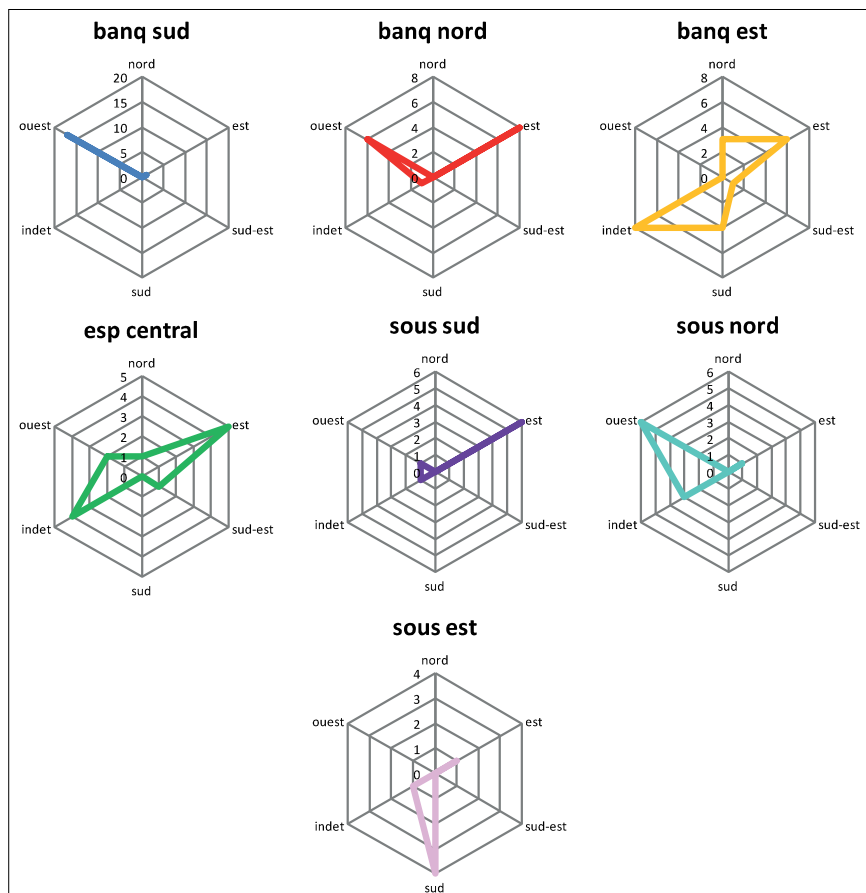 banq sud
nord
20
15
10
5
0
ouest
est
indet
sud-est
sud
banq nord
nord
8
6
4
2
0
ouest
est
indet
sud-est
sud
banq est
nord
8
6
4
2
0
ouest
est
indet
sud-est
sud
esp central
nord
5
4
3
2
1
0
ouest
est
indet
sud-est
sud
sous sud
nord
6
5
4
3
2
1
0
ouest
est
indet
sud-est
sud
sous nord
nord
6
5
4
3
2
1
0
ouest
est
indet
sud-est
sud
sous est
nord
4
3
2
1
0
ouest
est
indet
sud-est
sud